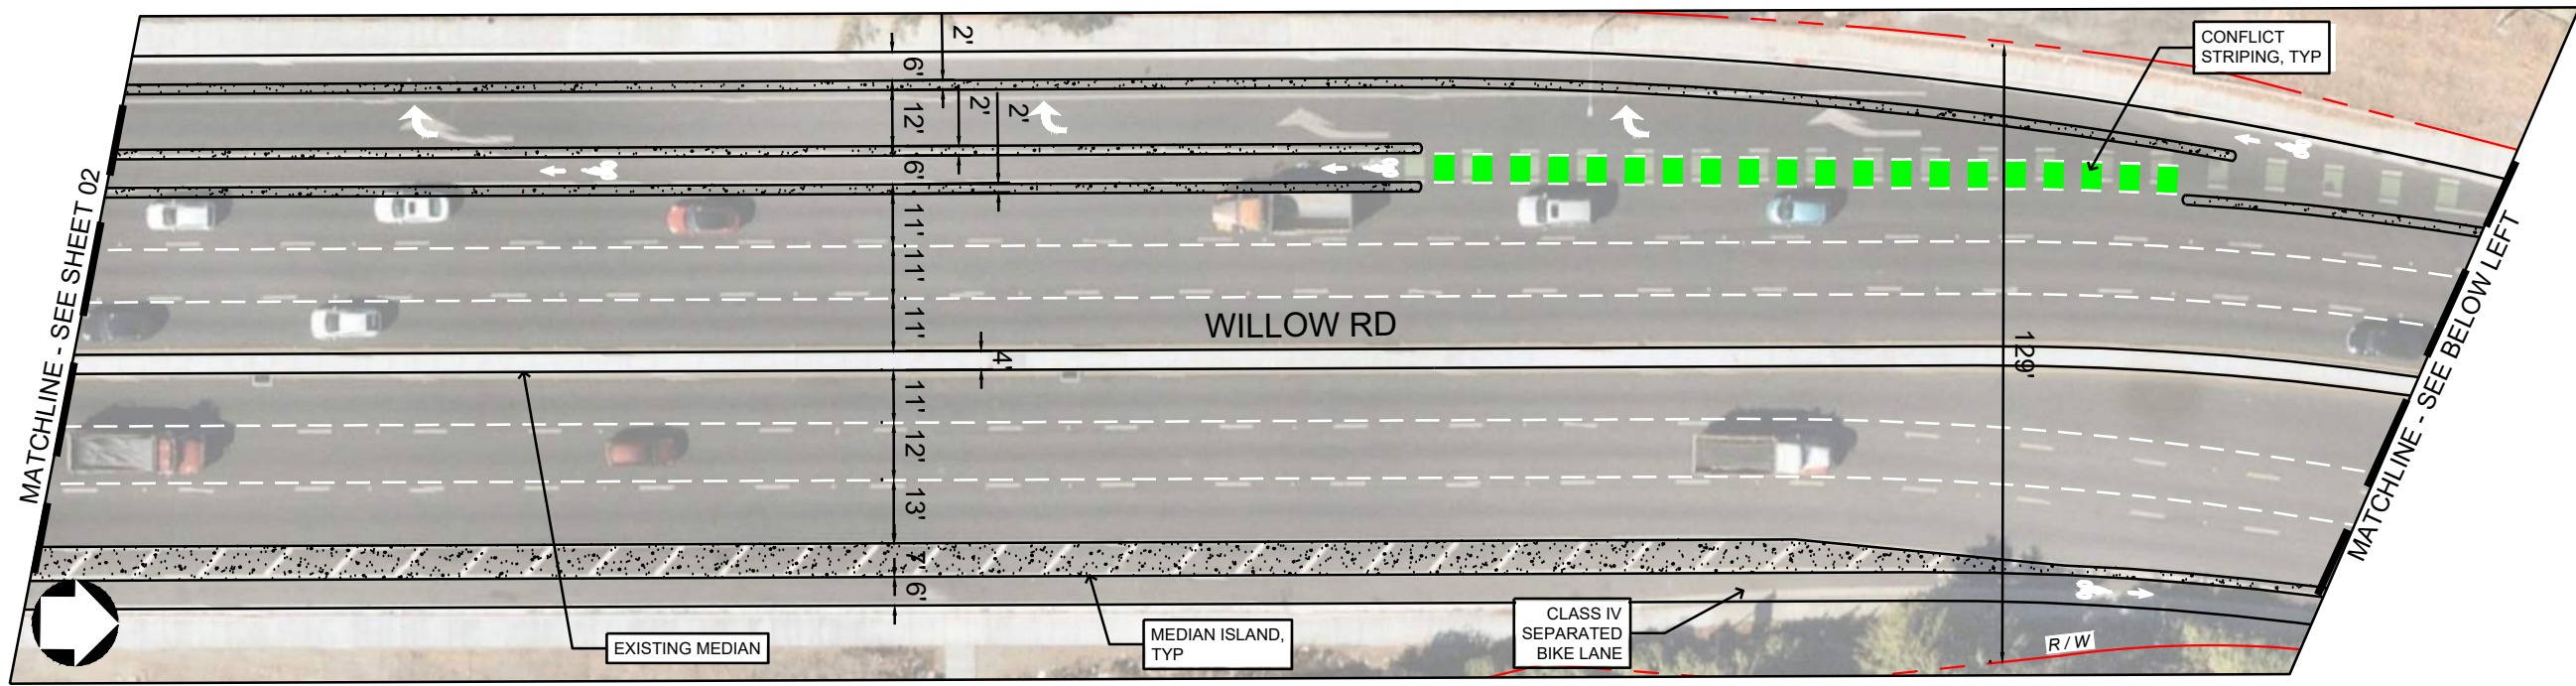 CONFLICT
STRIPING, TYP
2'
6'
12'
2'
2'
6'
11'
11'
11'
4'
11'
12'
13'
7'
6'
129'
WILLOW RD
MATCHLINE - SEE SHEET 02
MATCHLINE - SEE BELOW LEFT
EXISTING MEDIAN
MEDIAN ISLAND,
TYP
CLASS IV
SEPARATED
BIKE LANE
R / W